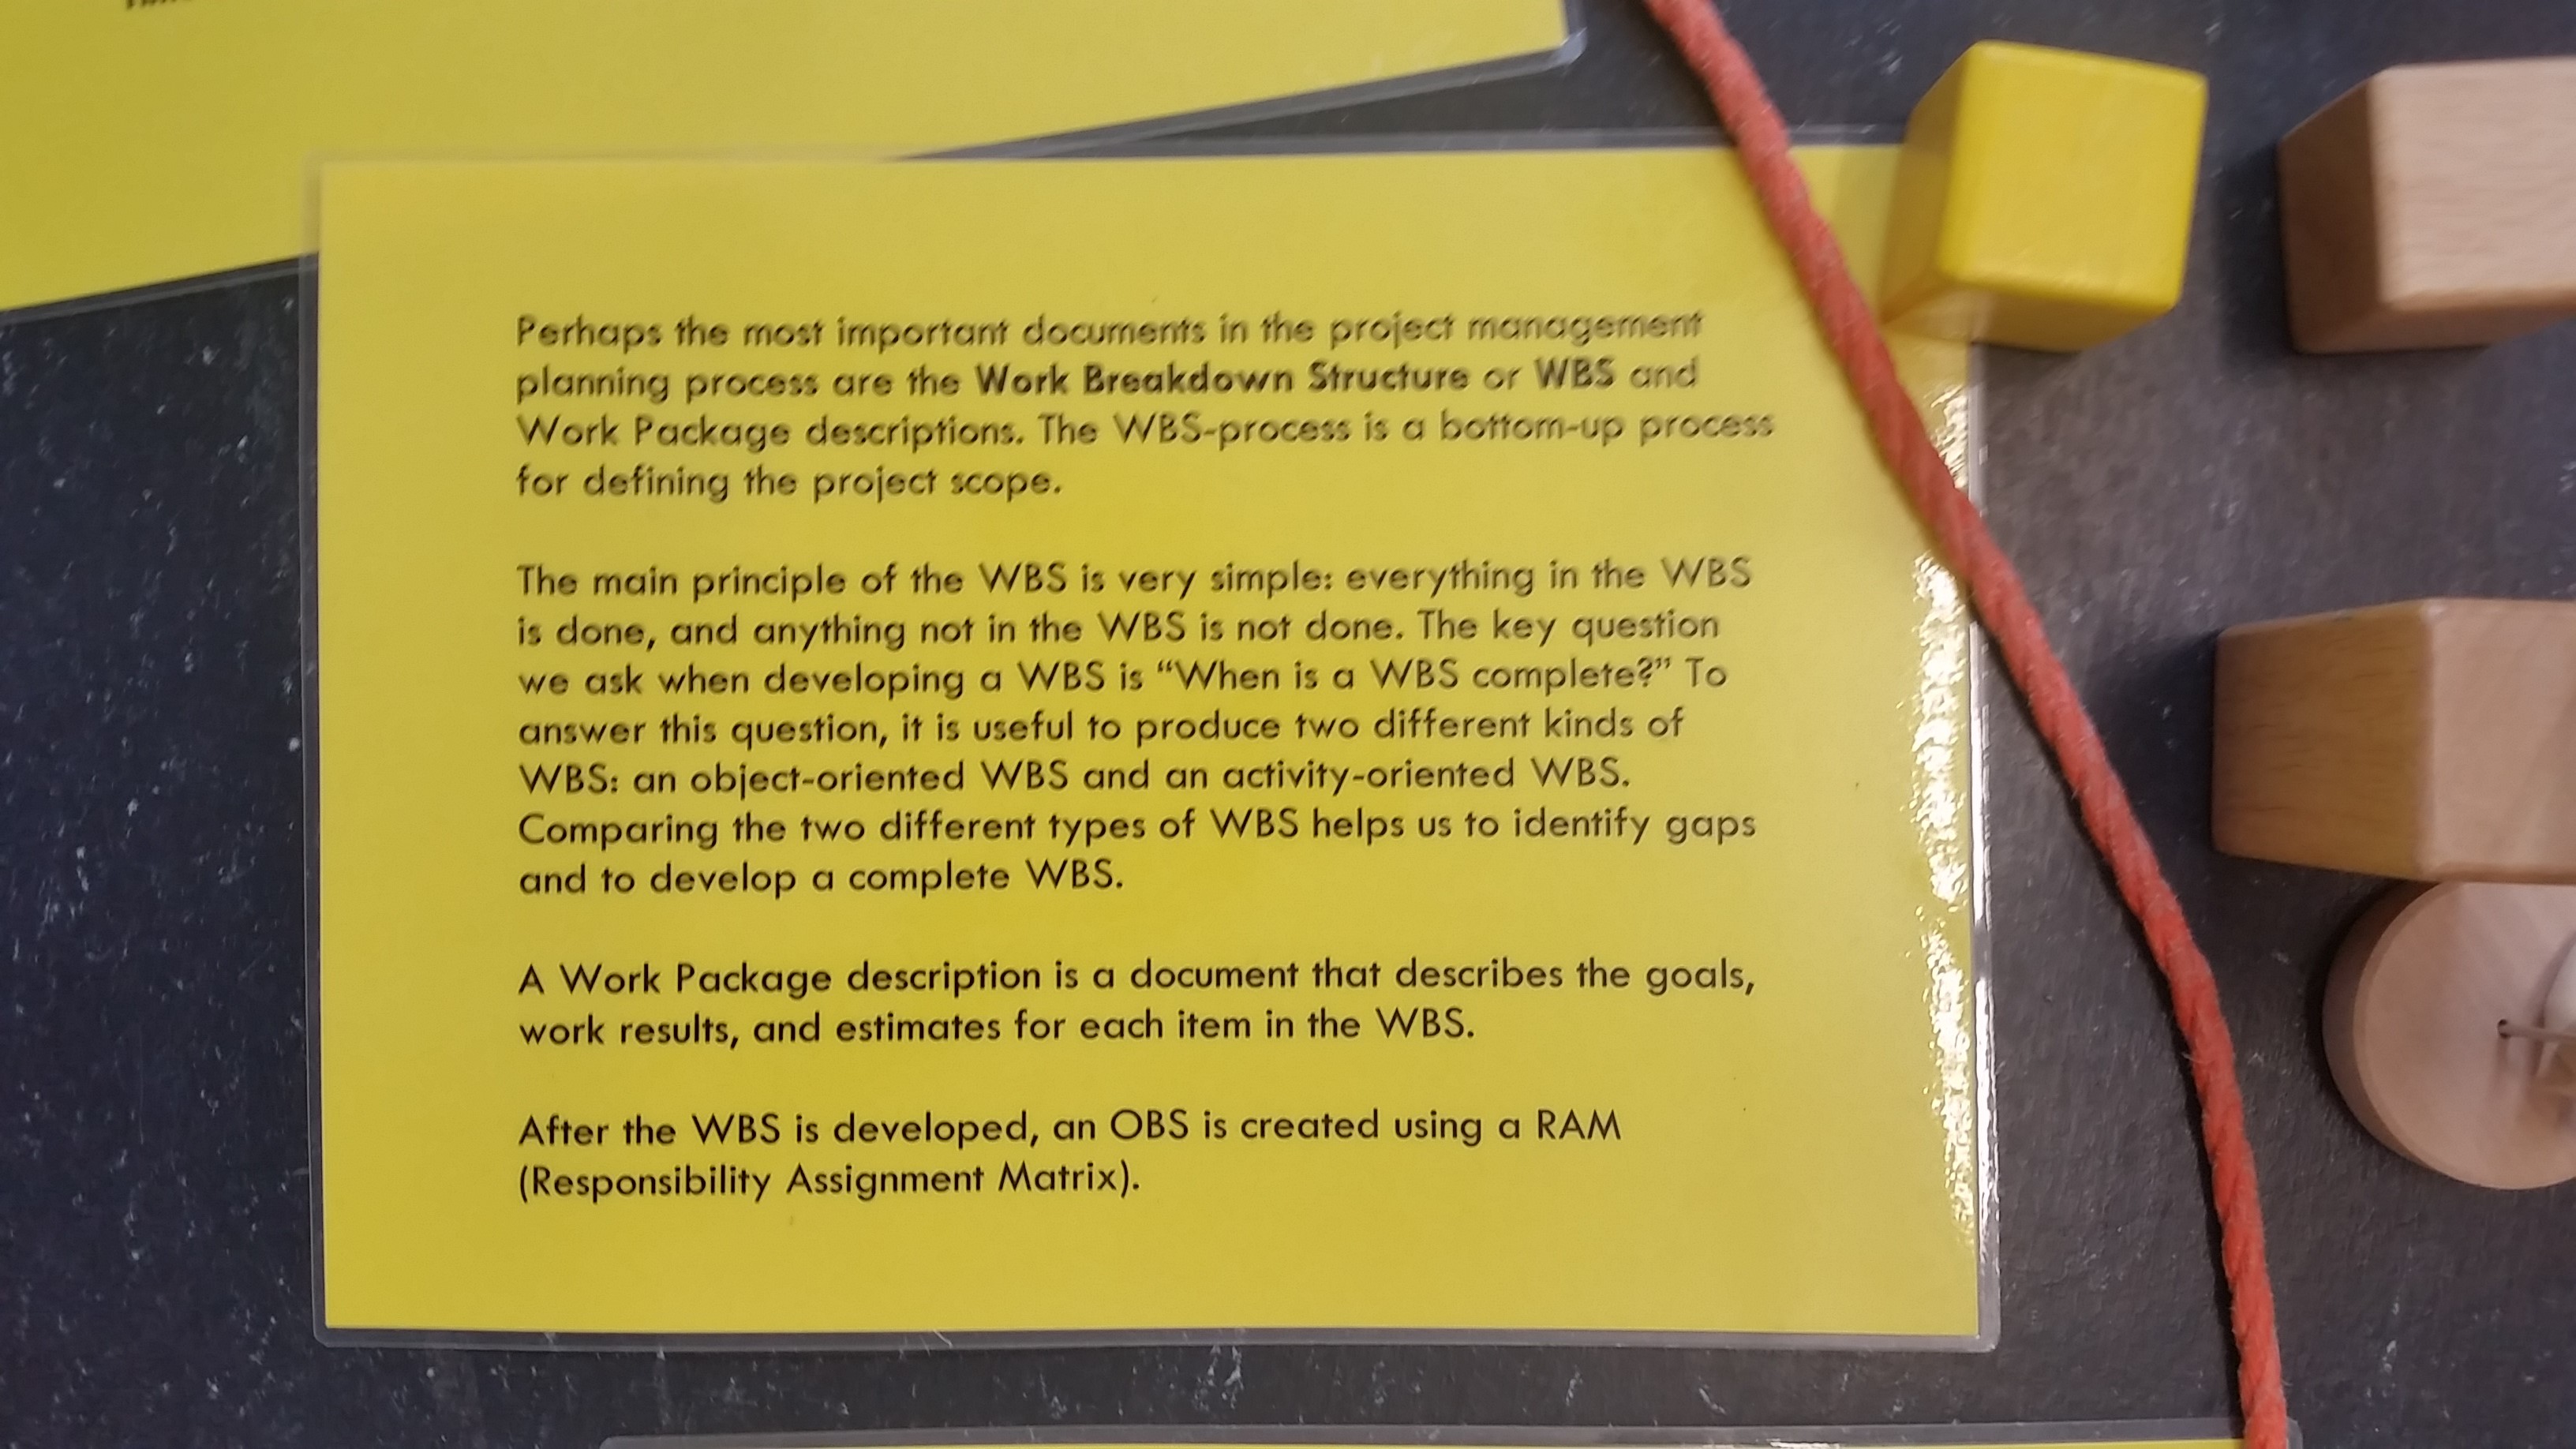 Perhaps the most important documents in the project management
planning process are the Work Breakdown Structure or WBS and
Work Package descriptions. The WBS-process is a bottom-up process
for defining the project scope.
The main principle of the WBS is very simple: everything in the WBS
is done, and anything not in the WBS is not done. The key question
we ask when developing a WBS is “When is a WBS complete?” To
answer this question, it is useful to produce two different kinds of
WBS: an object-oriented WBS and an activity-oriented WBS.
Comparing the two different types of WBS helps us to identify gaps
and to develop a complete WBS.
A Work Package description is a document that describes the goals,
work results, and estimates for each item in the WBS.
After the WBS is developed, an OBS is created using a RAM
(Responsibility Assignment Matrix).